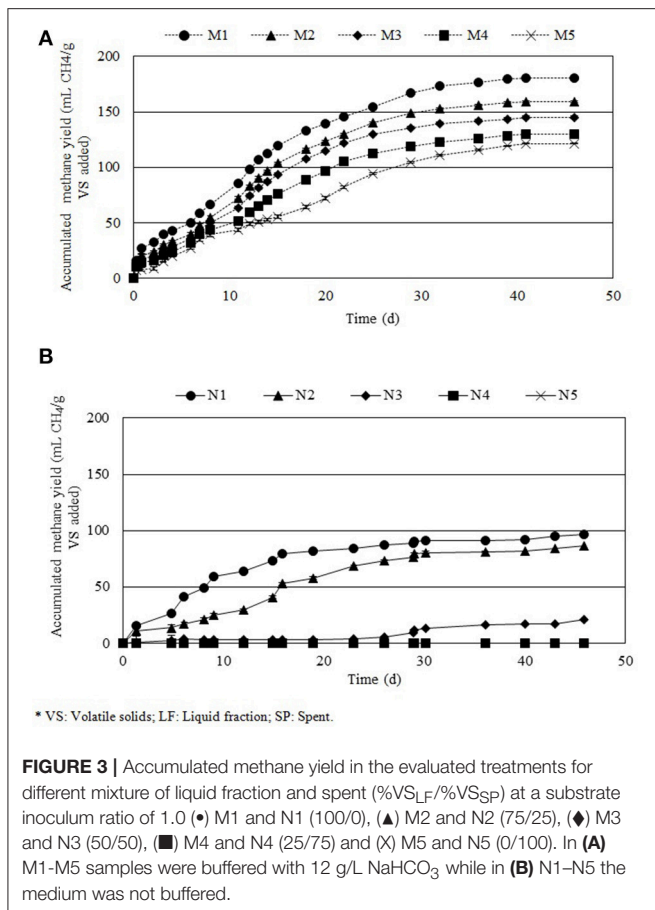 A
M1 M2 M3 M4 M5
Accumulated methane yield (mL CH4/g
VS added)
200
150
100
50
0
0 10 20 30 40 50
Time (d)
B
N1 N2 N3 N4 N5
Accumulated methane yield (mL CH₄/g
VS added)
200
150
100
50
0
0 10 20 30 40 50
Time (d)
* VS: Volatile solids; LF: Liquid fraction; SP: Spent.
FIGURE 3 | Accumulated methane yield in the evaluated treatments for
different mixture of liquid fraction and spent (%VS_LF/%VS_SP) at a substrate
inoculum ratio of 1.0 (•) M1 and N1 (100/0), (▲) M2 and N2 (75/25), (◆) M3
and N3 (50/50), (■) M4 and N4 (25/75) and (X) M5 and N5 (0/100). In (A)
M1-M5 samples were buffered with 12 g/L NaHCO₃ while in (B) N1–N5 the
medium was not buffered.